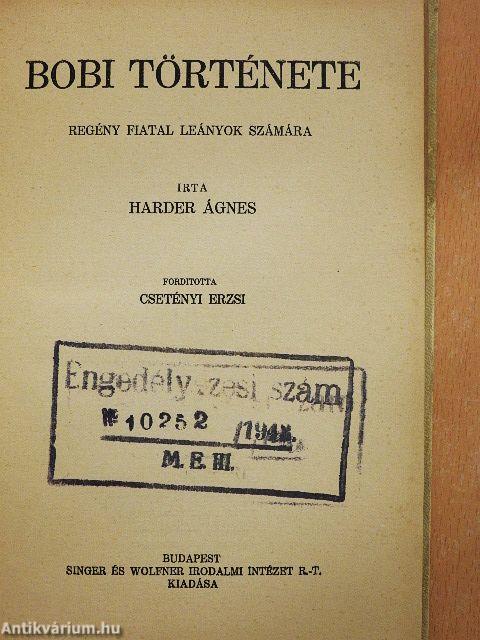 BOBI TÖRTÉNETE
REGÉNY FIATAL LEÁNYOK SZÁMÁRA
IRTA
HARDER ÁGNES
FORDITOTTA
CSETÉNYI ERZSI
szám
№ 10252
M. E. III.
BUDAPEST
SINGER ÉS WOLFNER IRODALMI INTÉZET R.-T.
KIADÁSA
Antikvárium.hu